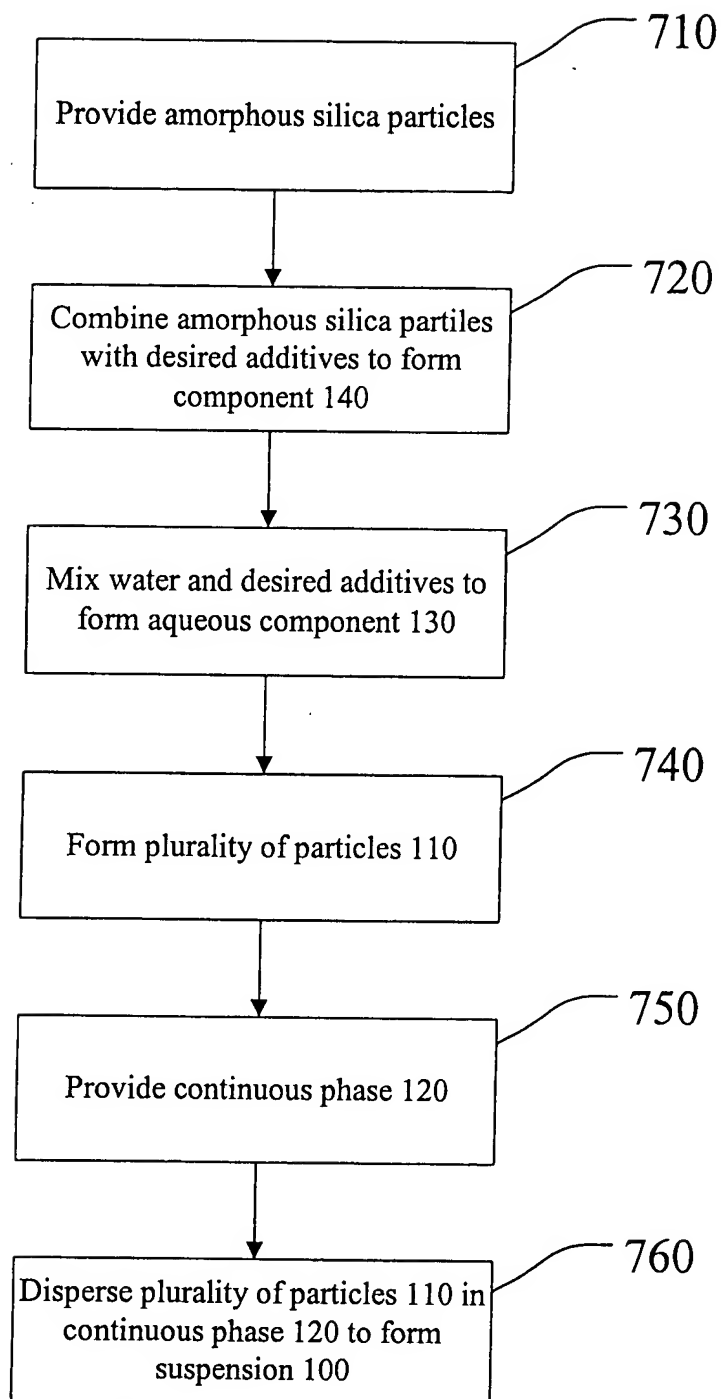 710
Provide amorphous silica particles
720
Combine amorphous silica partiles
with desired additives to form
component 140
730
Mix water and desired additives to
form aqueous component 130
740
Form plurality of particles 110
750
Provide continuous phase 120
760
Disperse plurality of particles 110 in
continuous phase 120 to form
suspension 100